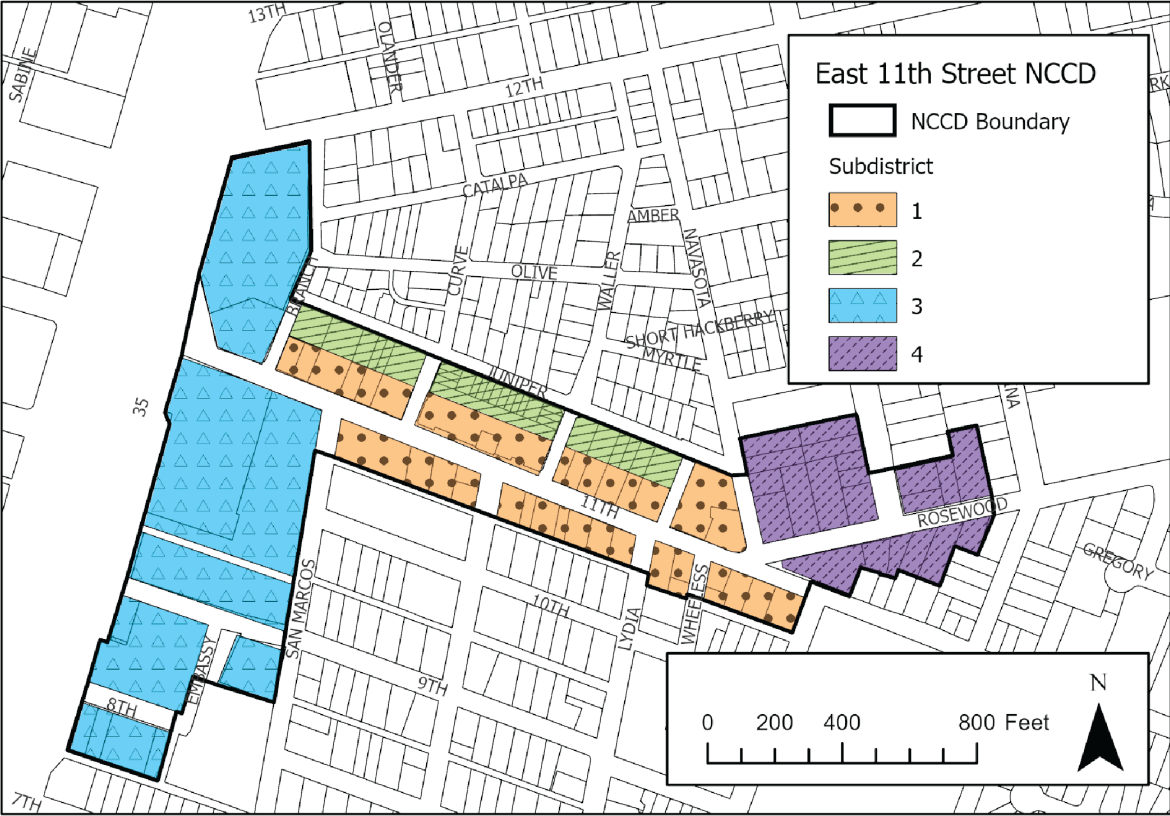 13TH
OLANDER
SABINE
12TH
East 11th Street NCCD
NCCD Boundary
Subdistrict
1
2
3
4
CATALPA
AMBER
NAVASOTA
CURVE
OLIVE
WALLER
SHORT HACKBERRY
MYRTLE
JUNIPER
35
11TH
ROSEWOOD
GREGORY
SAN MARCOS
10TH
LYDIA
WHEELESS
EMBASSY
9TH
8TH
7TH
0 200 400 800 Feet
N